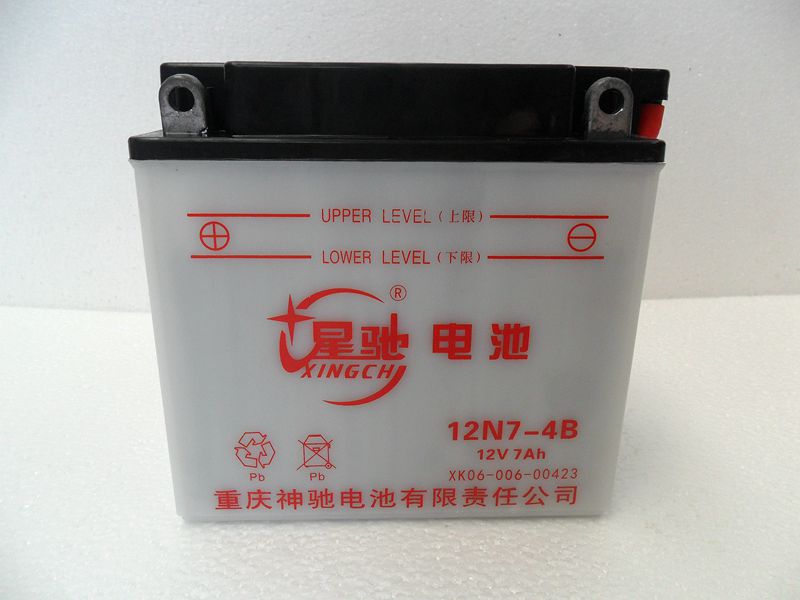 UPPER LEVEL (上限)
⊕ ⊖
LOWER LEVEL (下限)
®
星驰 电池
XINGCH
12N7-4B
12V 7Ah
Pb Pb
XK06-006-00423
重庆神驰电池有限责任公司